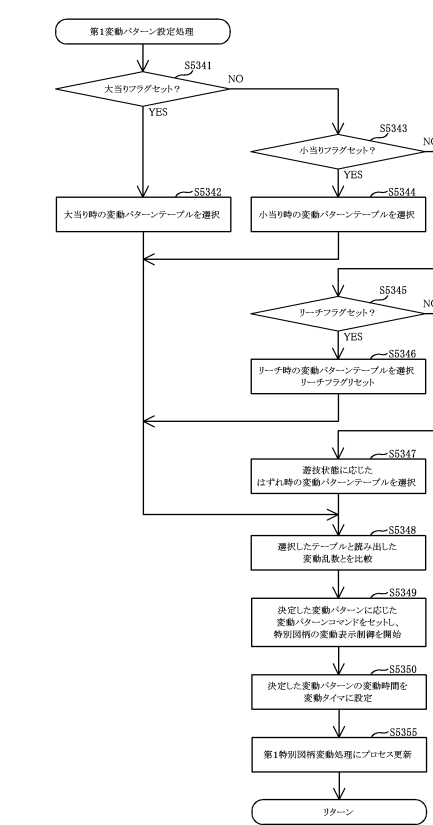 第1変動パターン設定処理
S5341
大当りフラグセット?
NO
YES
S5343
小当りフラグセット?
NO
YES
S5342
大当り時の変動パターンテーブルを選択
S5344
小当り時の変動パターンテーブルを選択
S5345
リーチフラグセット?
NO
YES
S5346
リーチ時の変動パターンテーブルを選択
リーチフラグリセット
S5347
遊技状態に応じた
はずれ時の変動パターンテーブルを選択
S5348
選択したテーブルと読み出した
変動乱数とを比較
S5349
決定した変動パターンに応じた
変動パターンコマンドをセットし、
特別図柄の変動表示制御を開始
S5350
決定した変動パターンの変動時間を
変動タイマに設定
S5355
第1特別図柄変動処理にプロセス更新
リターン